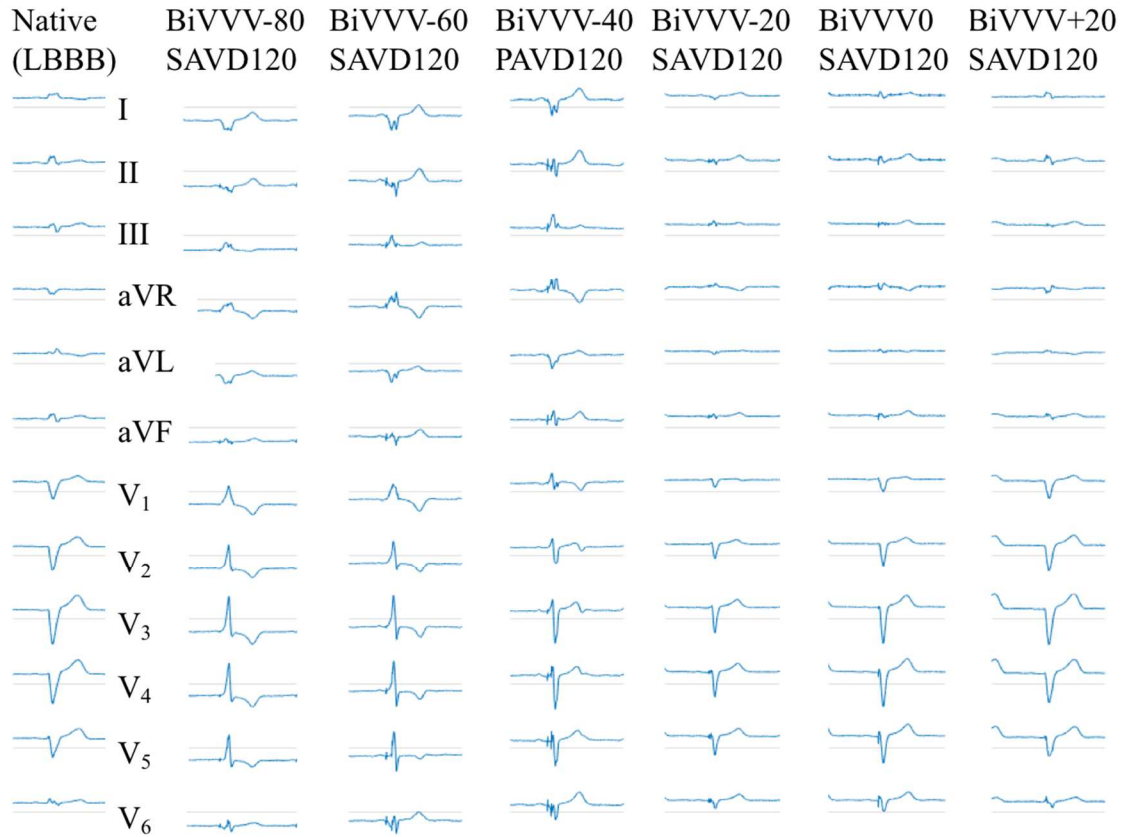 Native BiVVV-80 BiVVV-60 BiVVV-40 BiVVV-20 BiVVV0 BiVVV+20
(LBBB) SAVD120 SAVD120 PAVD120 SAVD120 SAVD120 SAVD120
I
II
III
aVR
aVL
aVF
V1
V2
V3
V4
V5
V6